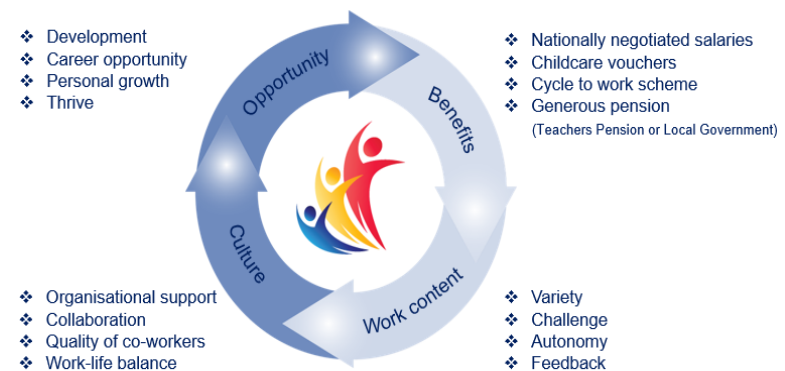 ❖ Development
❖ Career opportunity
❖ Personal growth
❖ Thrive
Opportunity
Benefits
❖ Nationally negotiated salaries
❖ Childcare vouchers
❖ Cycle to work scheme
❖ Generous pension
(Teachers Pension or Local Government)
Culture
Work content
❖ Organisational support
❖ Collaboration
❖ Quality of co-workers
❖ Work-life balance
❖ Variety
❖ Challenge
❖ Autonomy
❖ Feedback